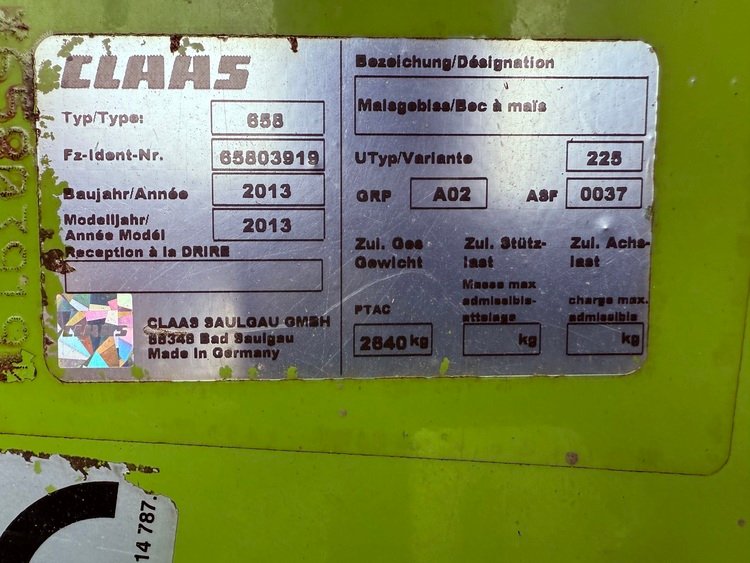 CLAAS
Typ/Type: 658
Fz-Ident-Nr. 65803919
Baujahr/Année 2013
Modelljahr/
Année Modél 2013
Reception à la DRIRE
CLAAS
CLAAS SAULGAU GMBH
88348 Bad Saulgau
Made in Germany
Bezeichung/Désignation
Maisgebiss/Bec à maïs
UTyp/Variante 225
GRP A02 ASF 0037
Zul. Ges Gewicht
PTAC
2640 kg
Zul. Stütz-
last
Masse max
admissible-
attelage
kg
Zul. Achs-
last
charge max.
admissible
kg
65803919
14 787.